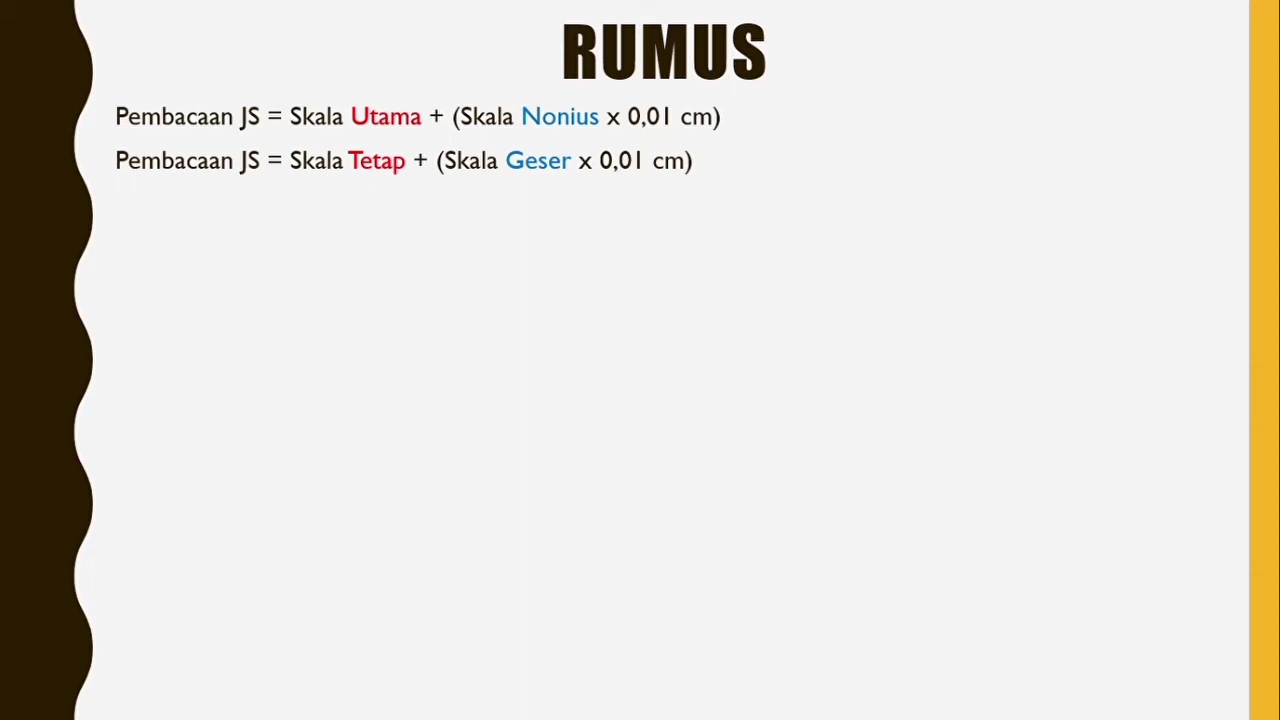 RUMUS
Pembacaan JS = Skala Utama + (Skala Nonius x 0,01 cm)
Pembacaan JS = Skala Tetap + (Skala Geser x 0,01 cm)